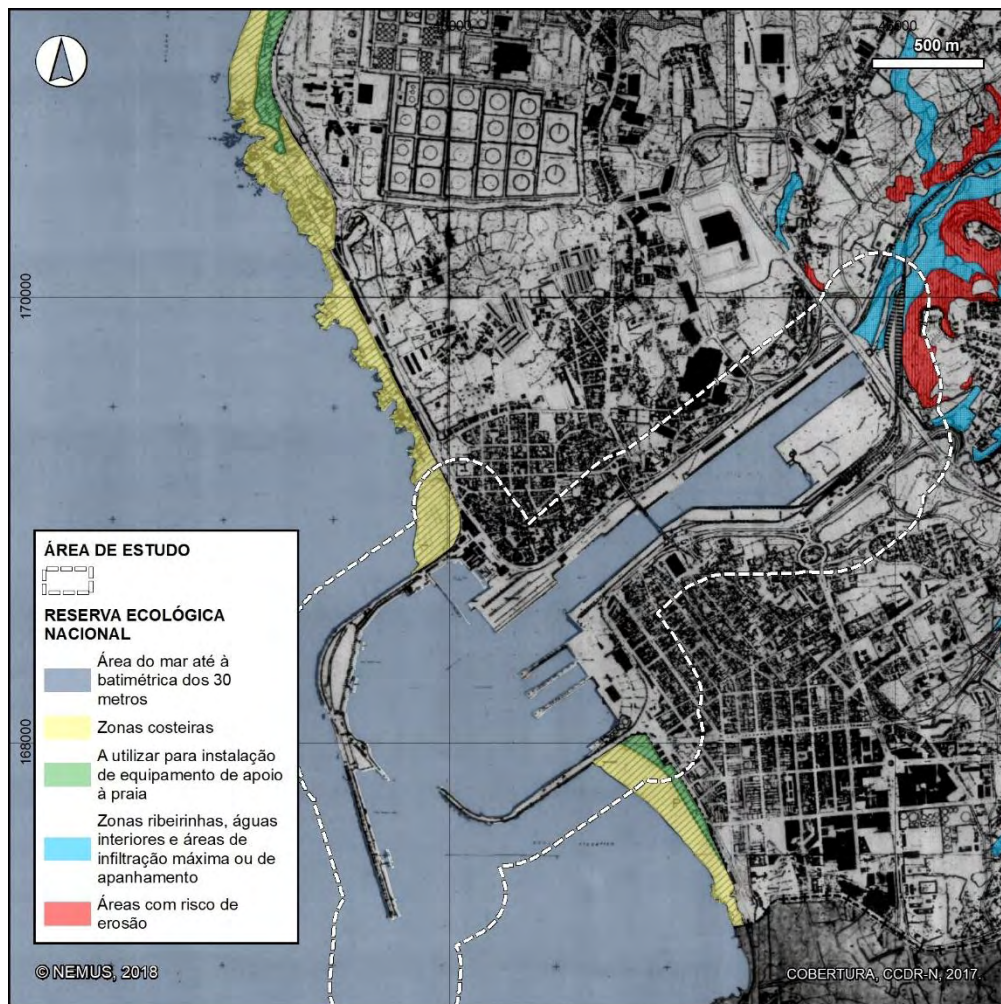 500 m
170000
168000
ÁREA DE ESTUDO
RESERVA ECOLÓGICA
NACIONAL
Área do mar até à
batimétrica dos 30
metros
Zonas costeiras
A utilizar para instalação
de equipamento de apoio
à praia
Zonas ribeirinhas, águas
interiores e áreas de
infiltração máxima ou de
apanhamento
Áreas com risco de
erosão
© NEMUS, 2018
COBERTURA, CCDR-N, 2017.